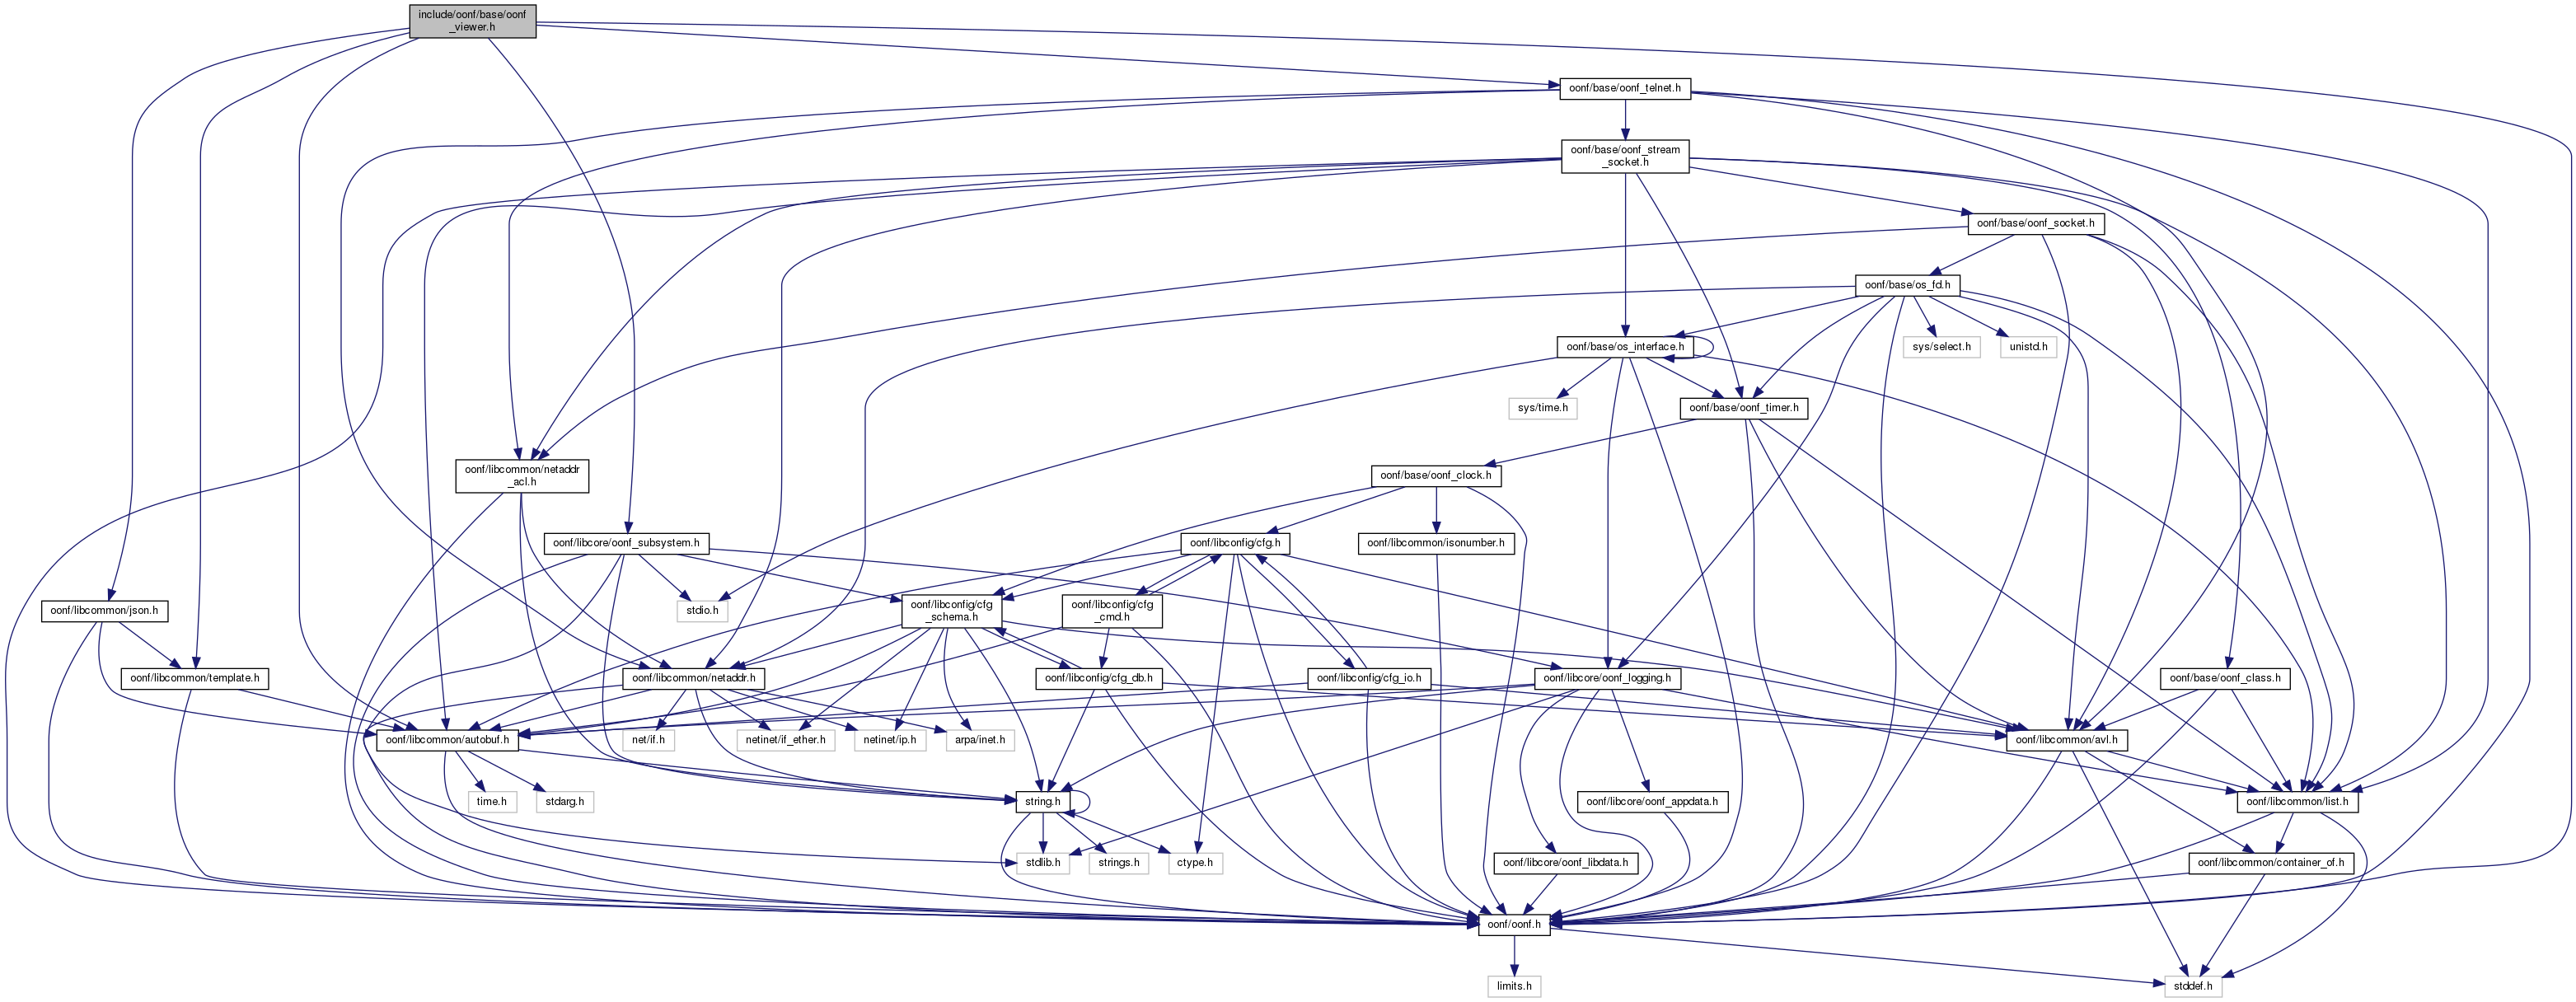 include/oonf/base/oonf
_viewer.h
oonf/base/oonf_telnet.h
oonf/base/oonf_stream
_socket.h
oonf/base/oonf_socket.h
oonf/base/os_fd.h
oonf/base/os_interface.h
sys/select.h
unistd.h
sys/time.h
oonf/base/oonf_timer.h
oonf/libcommon/netaddr
_acl.h
oonf/base/oonf_clock.h
oonf/libcore/oonf_subsystem.h
oonf/libconfig/cfg.h
oonf/libcommon/isonumber.h
oonf/libcommon/json.h
stdio.h
oonf/libconfig/cfg
_schema.h
oonf/libconfig/cfg
_cmd.h
oonf/libcommon/template.h
oonf/libcommon/netaddr.h
oonf/libconfig/cfg_db.h
oonf/libconfig/cfg_io.h
oonf/libcore/oonf_logging.h
oonf/base/oonf_class.h
oonf/libcommon/autobuf.h
net/if.h
netinet/if_ether.h
netinet/ip.h
arpa/inet.h
oonf/libcommon/avl.h
time.h
stdarg.h
string.h
oonf/libcore/oonf_appdata.h
oonf/libcommon/list.h
stdlib.h
strings.h
ctype.h
oonf/libcore/oonf_libdata.h
oonf/libcommon/container_of.h
oonf/oonf.h
limits.h
stddef.h